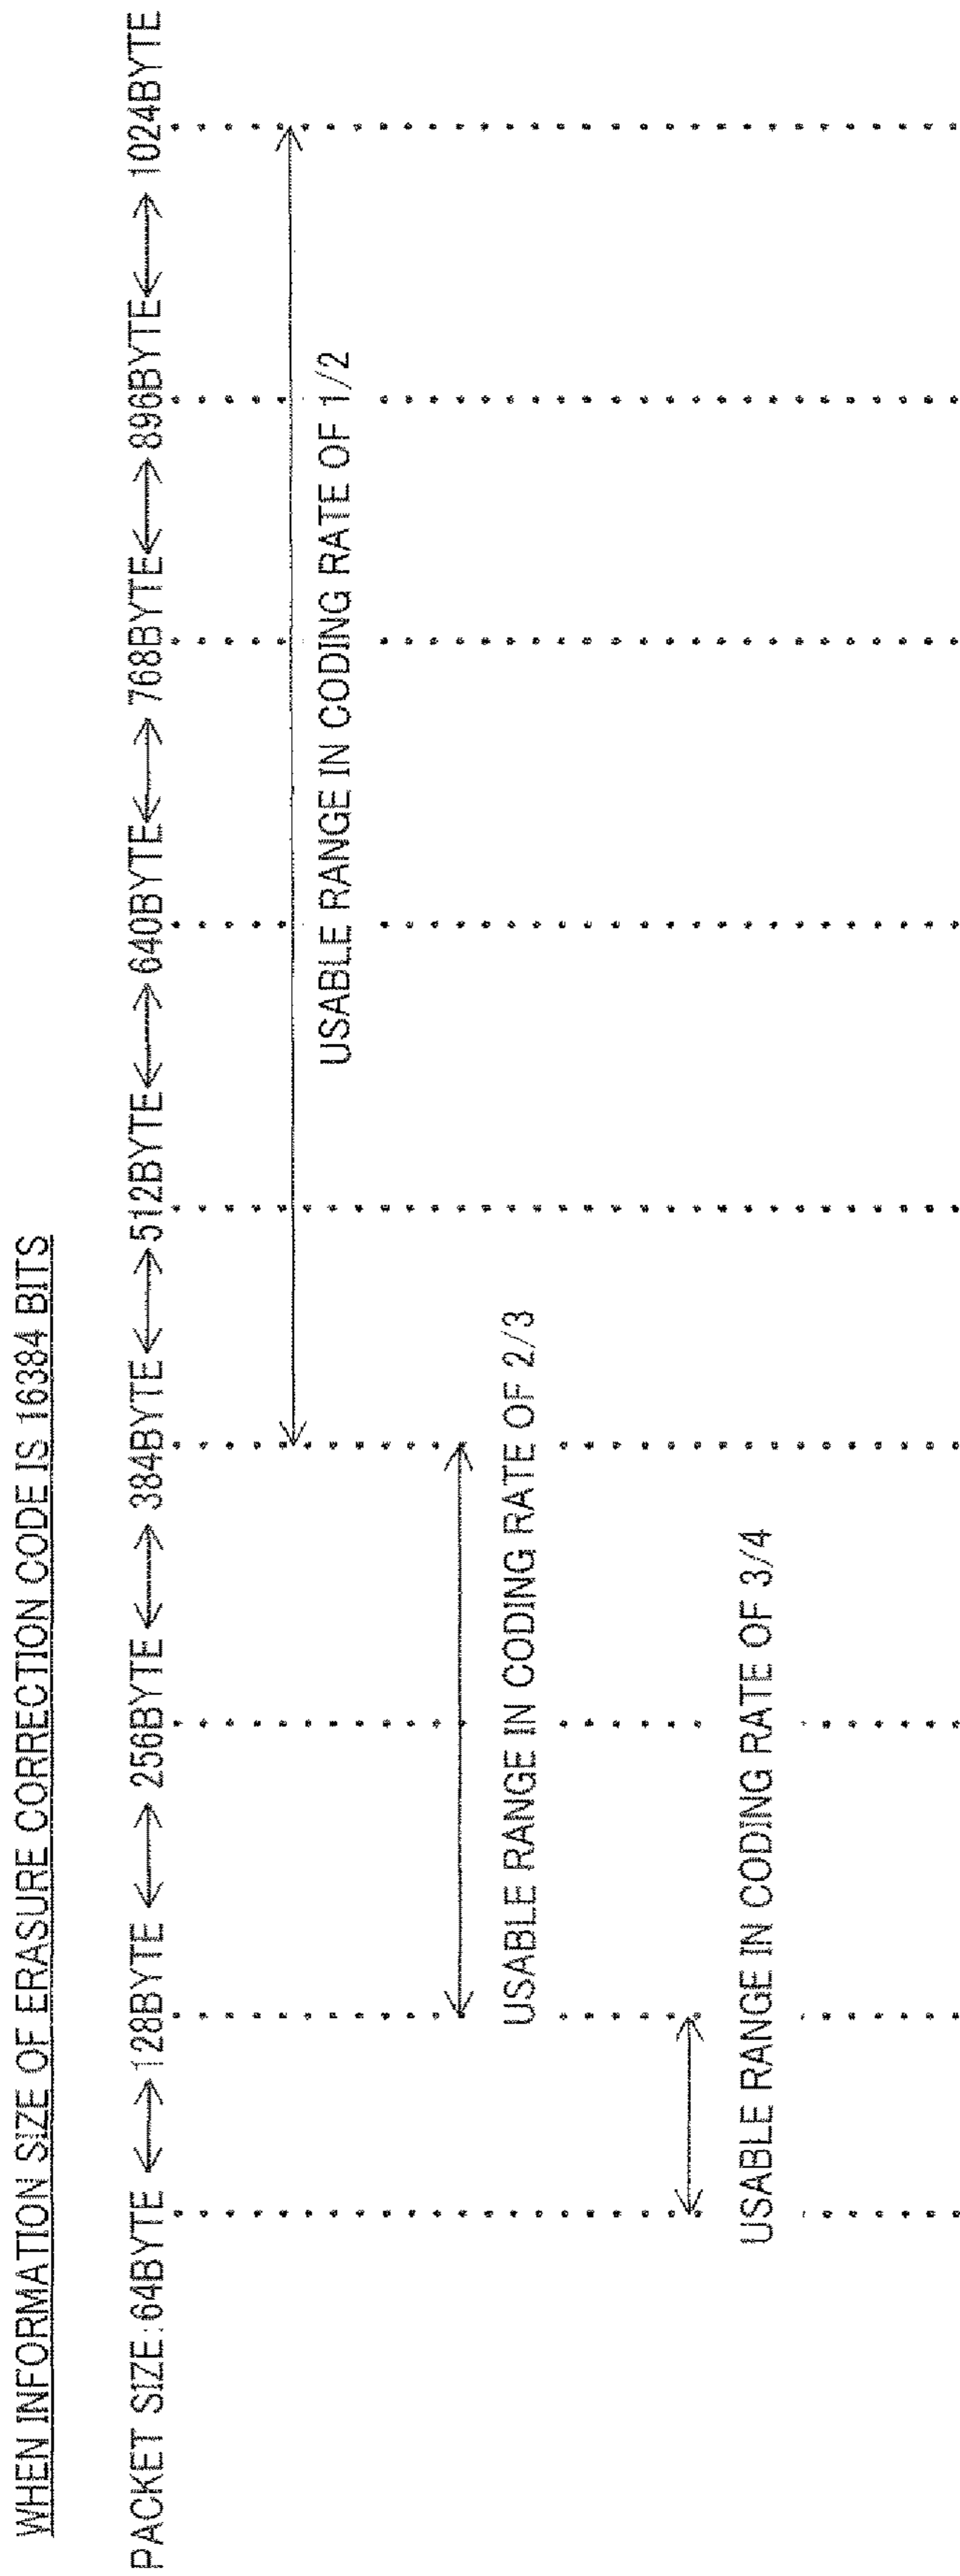 WHEN INFORMATION SIZE OF ERASURE CORRECTION CODE IS 16384 BITS
PACKET SIZE:64BYTE ↔ 128BYTE ↔ 256BYTE ↔ 384BYTE ↔ 512BYTE ↔ 640BYTE ↔ 768BYTE ↔ 896BYTE ↔ 1024BYTE
USABLE RANGE IN CODING RATE OF 1/2
USABLE RANGE IN CODING RATE OF 2/3
USABLE RANGE IN CODING RATE OF 3/4